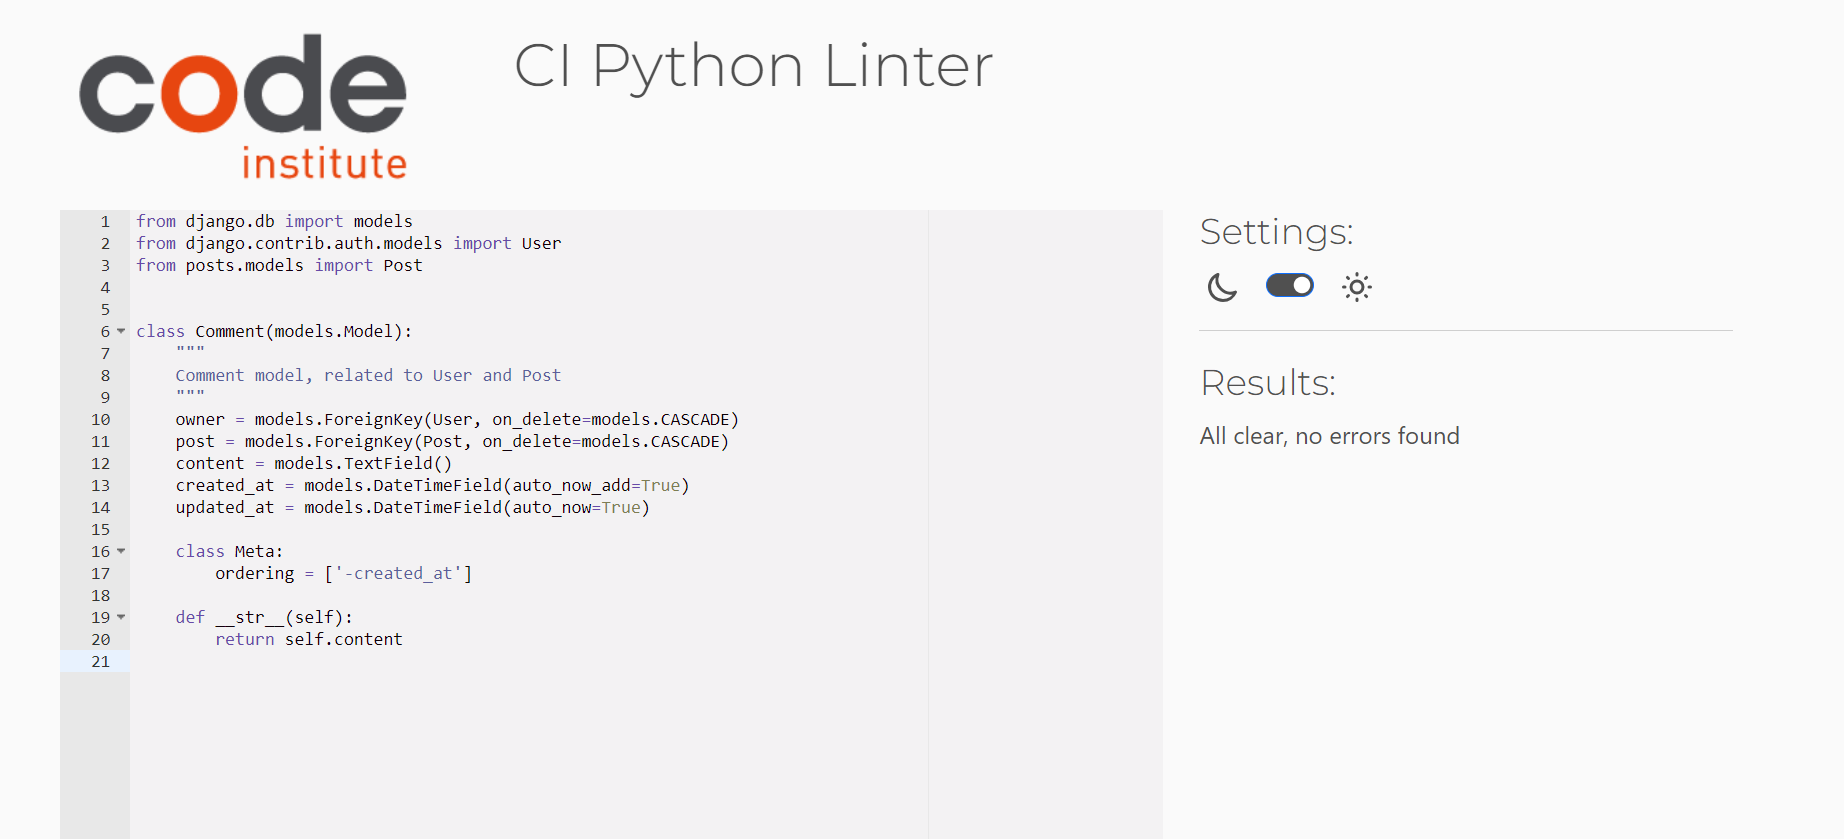 code
institute
CI Python Linter
1 from django.db import models
2 from django.contrib.auth.models import User
3 from posts.models import Post
4
5
6 class Comment(models.Model):
7     """
8     Comment model, related to User and Post
9     """
10     owner = models.ForeignKey(User, on_delete=models.CASCADE)
11     post = models.ForeignKey(Post, on_delete=models.CASCADE)
12     content = models.TextField()
13     created_at = models.DateTimeField(auto_now_add=True)
14     updated_at = models.DateTimeField(auto_now=True)
15
16     class Meta:
17         ordering = ['-created_at']
18
19     def __str__(self):
20         return self.content
21
Settings:
Results:
All clear, no errors found